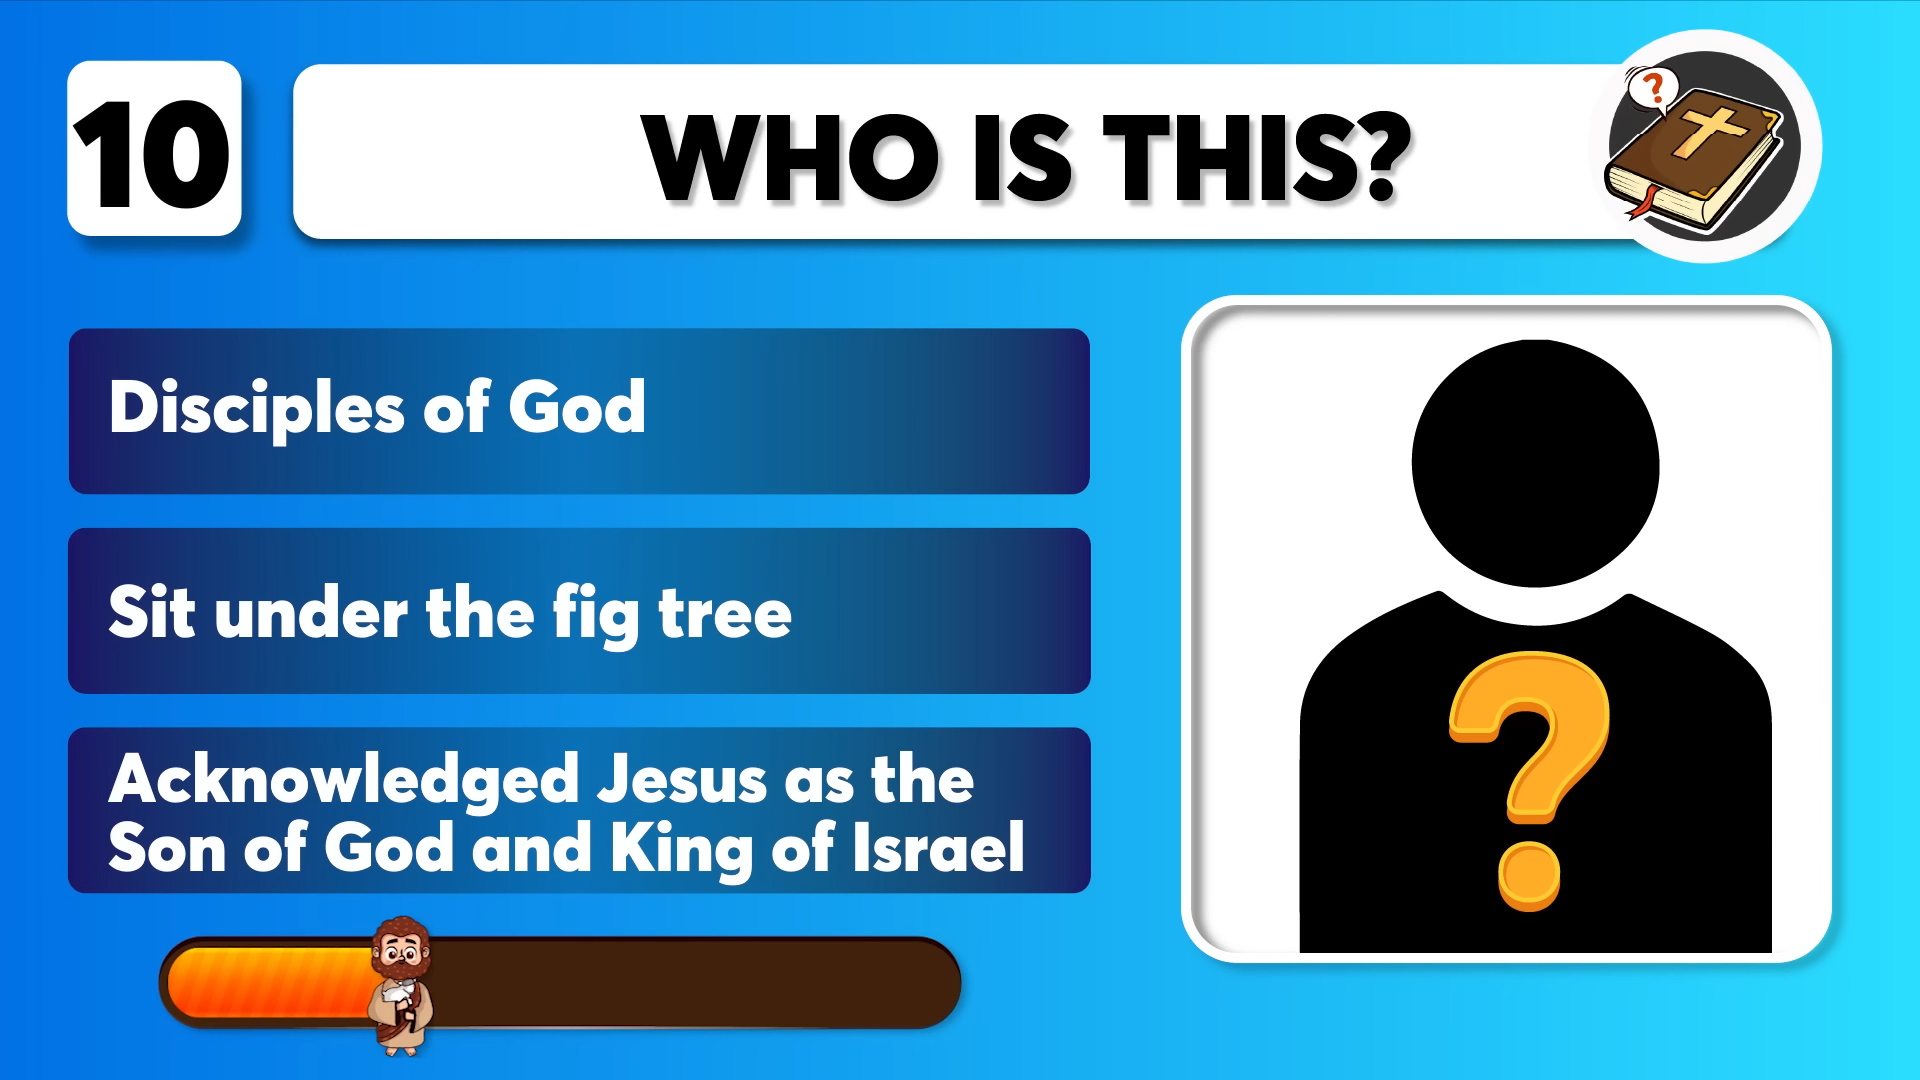 10
WHO IS THIS?
?
Disciples of God
Sit under the fig tree
Acknowledged Jesus as the
Son of God and King of Israel
?